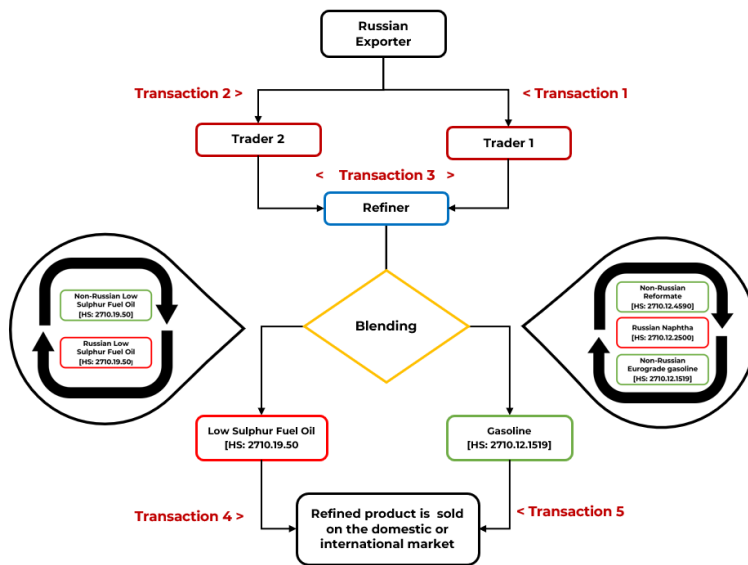 Russian
Exporter
Transaction 2 >
< Transaction 1
Trader 2
Trader 1
< Transaction 3 >
Refiner
Non-Russian Low
Sulphur Fuel Oil
[HS: 2710.19.50]
Russian Low
Sulphur Fuel Oil
[HS: 2710.19.50]
Blending
Non-Russian
Reformate
[HS: 2710.12.4590]
Russian Naphtha
[HS: 2710.12.2500]
Non-Russian
Eurograde gasoline
[HS: 2710.12.1519]
Low Sulphur Fuel Oil
[HS: 2710.19.50
Gasoline
[HS: 2710.12.1519]
Transaction 4 >
< Transaction 5
Refined product is sold
on the domestic or
international market